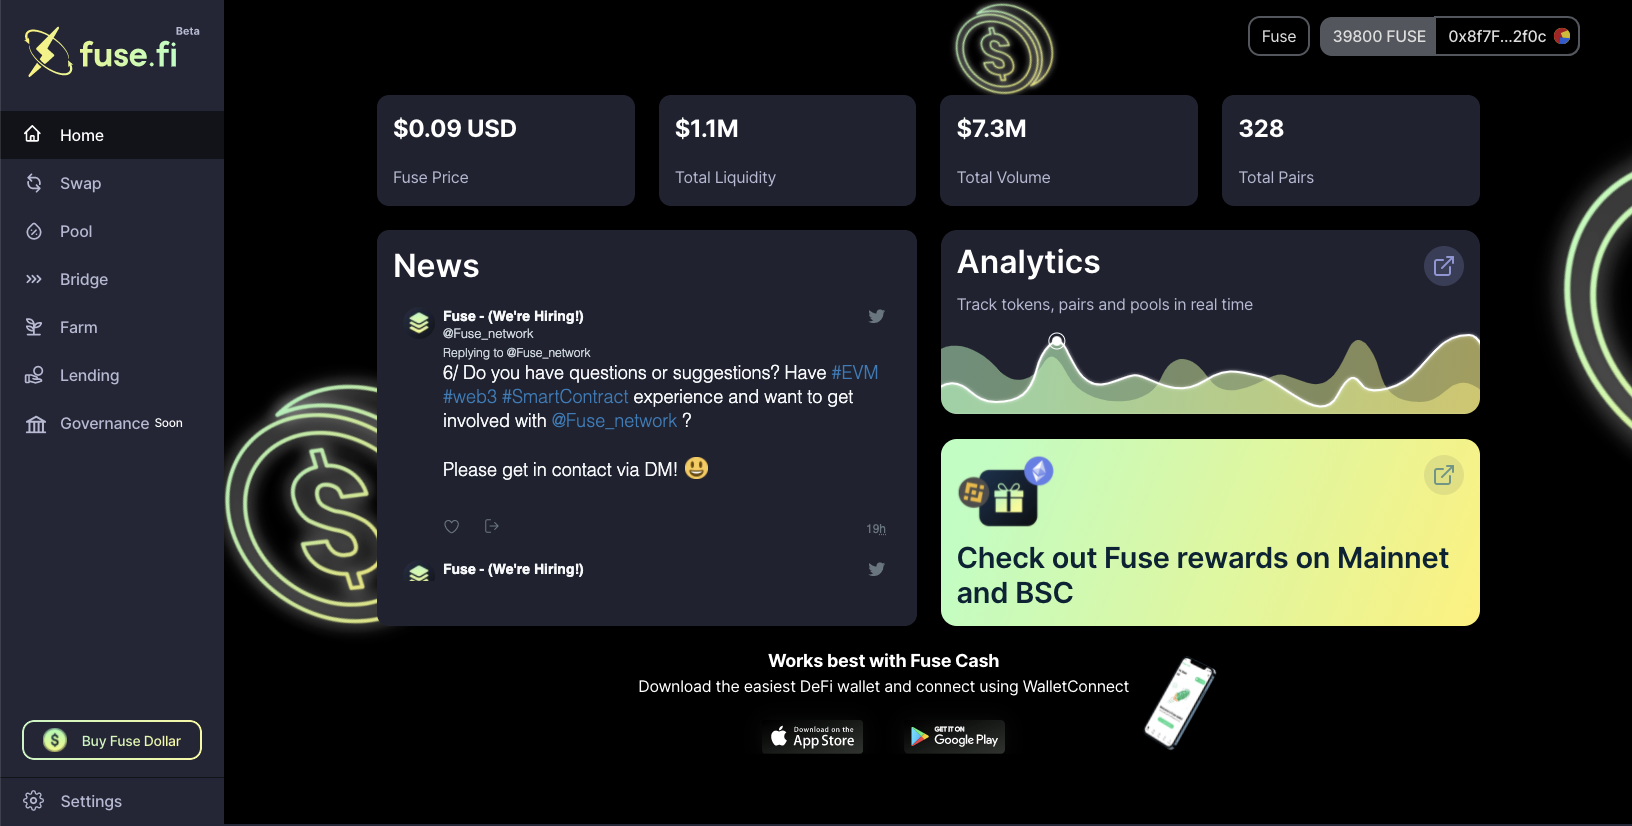 fuse.fi
Beta
Home
Swap
Pool
Bridge
Farm
Lending
Governance Soon
Buy Fuse Dollar
Settings
Fuse
39800 FUSE
0x8f7F...2f0c
$0.09 USD
Fuse Price
$1.1M
Total Liquidity
$7.3M
Total Volume
328
Total Pairs
News
Fuse - (We're Hiring!)
@Fuse_network
Replying to @Fuse_network
6/ Do you have questions or suggestions? Have #EVM
#web3 #SmartContract experience and want to get
involved with @Fuse_network ?
Please get in contact via DM! 😃
19h
Fuse - (We're Hiring!)
Analytics
Track tokens, pairs and pools in real time
Check out Fuse rewards on Mainnet
and BSC
Works best with Fuse Cash
Download the easiest DeFi wallet and connect using WalletConnect
Download on the
App Store
GET IT ON
Google Play